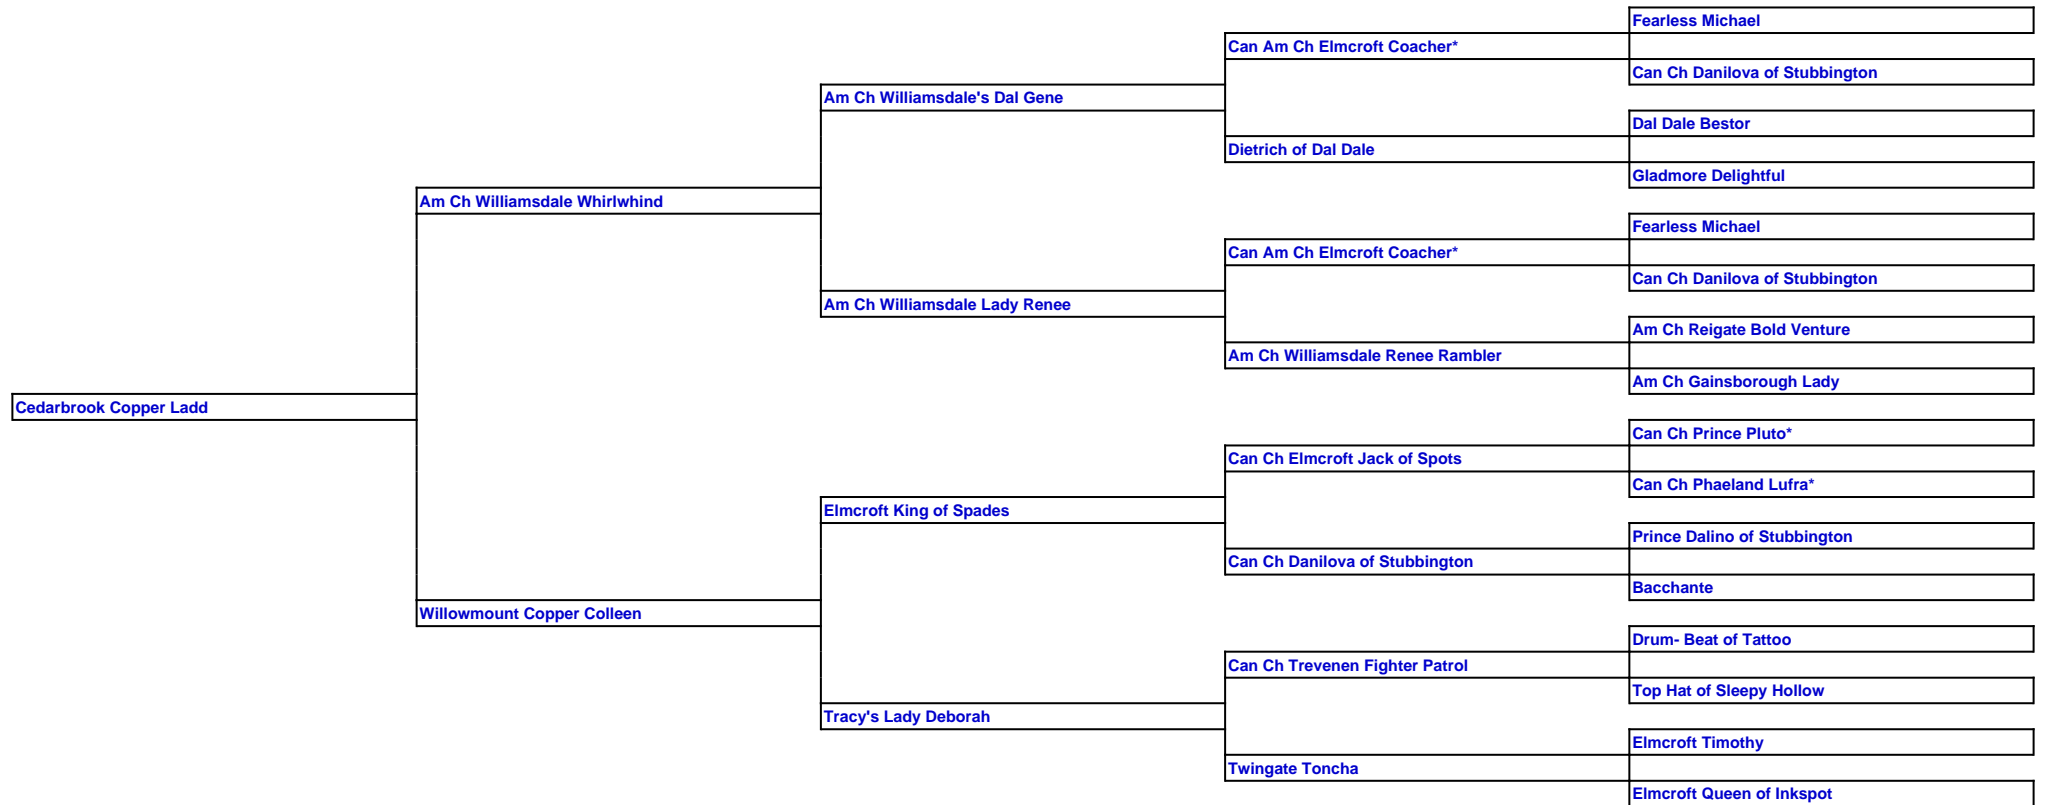 Fearless Michael
Can Am Ch Elmcroft Coacher*
Can Ch Danilova of Stubbington
Am Ch Williamsdale's Dal Gene
Dal Dale Bestor
Dietrich of Dal Dale
Gladmore Delightful
Am Ch Williamsdale Whirlwhind
Fearless Michael
Can Am Ch Elmcroft Coacher*
Can Ch Danilova of Stubbington
Am Ch Williamsdale Lady Renee
Am Ch Reigate Bold Venture
Am Ch Williamsdale Renee Rambler
Am Ch Gainsborough Lady
Cedarbrook Copper Ladd
Can Ch Prince Pluto*
Can Ch Elmcroft Jack of Spots
Can Ch Phaeland Lufra*
Elmcroft King of Spades
Prince Dalino of Stubbington
Can Ch Danilova of Stubbington
Bacchante
Willowmount Copper Colleen
Drum- Beat of Tattoo
Can Ch Trevenen Fighter Patrol
Top Hat of Sleepy Hollow
Tracy's Lady Deborah
Elmcroft Timothy
Twingate Toncha
Elmcroft Queen of Inkspot